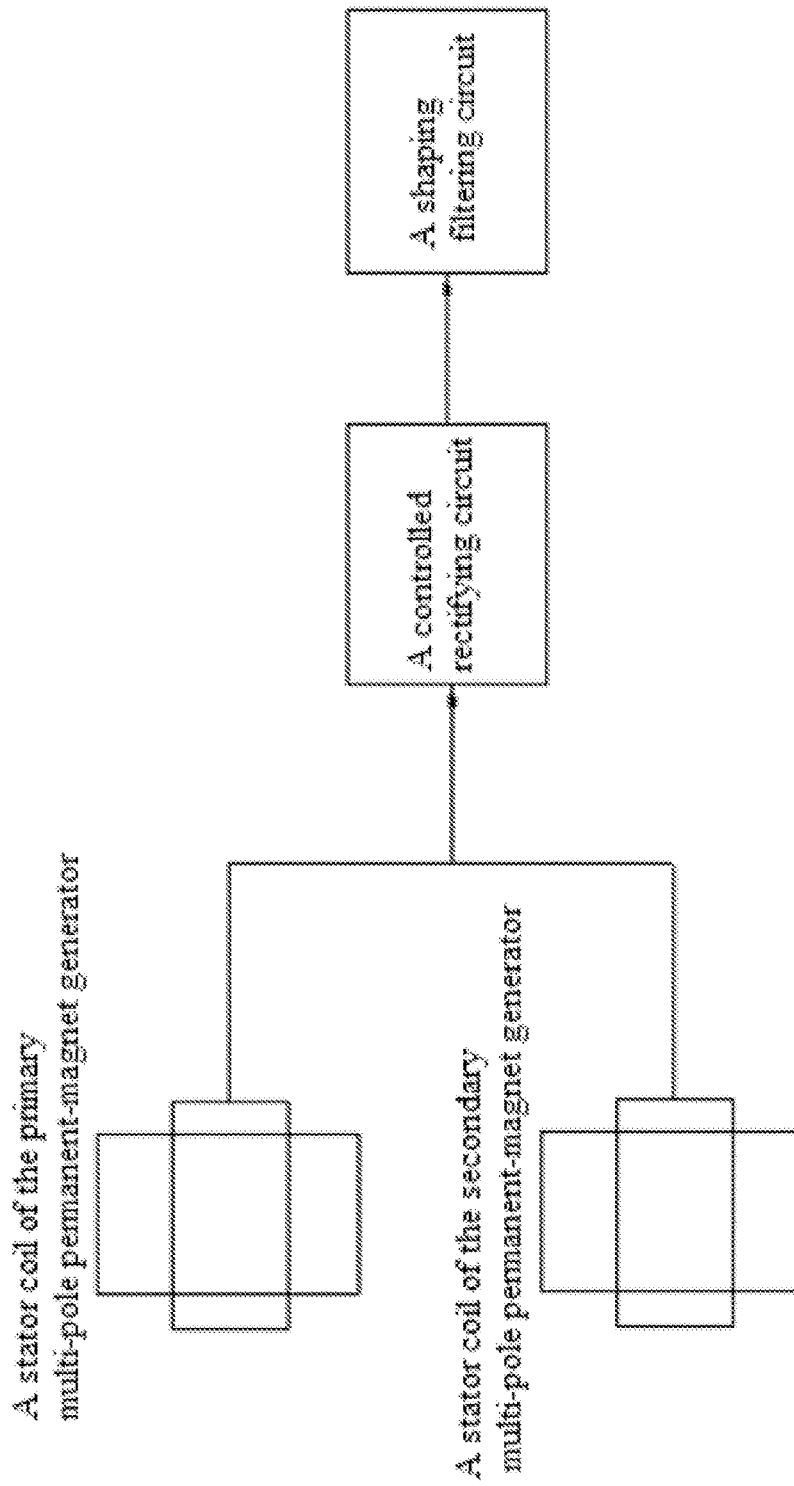 A stator coil of the primary
multi-pole permanent-magnet generator
A stator coil of the secondary
multi-pole permanent-magnet generator
A controlled
rectifying circuit
A shaping
filtering circuit